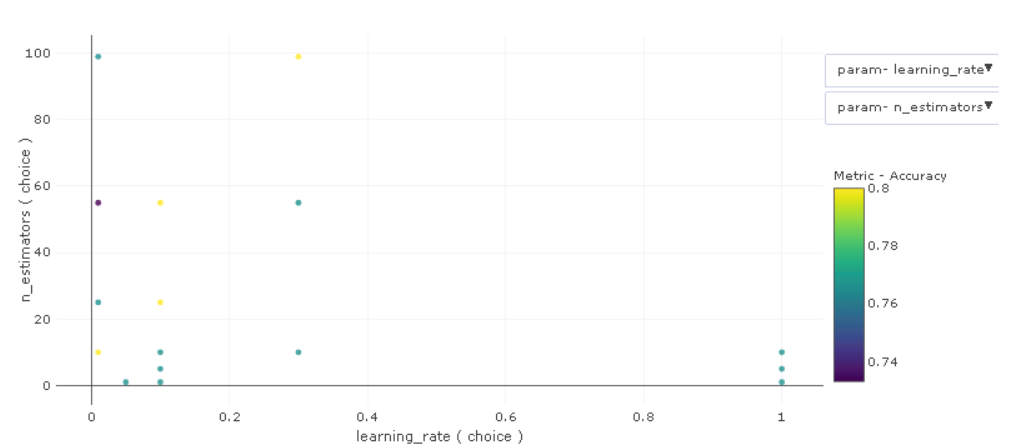 param- learning_rate▼
param- n_estimators▼
Metric - Accuracy
0.8
0.78
0.76
0.74
n_estimators ( choice )
100
80
60
40
20
0
0 0.2 0.4 0.6 0.8 1
learning_rate ( choice )